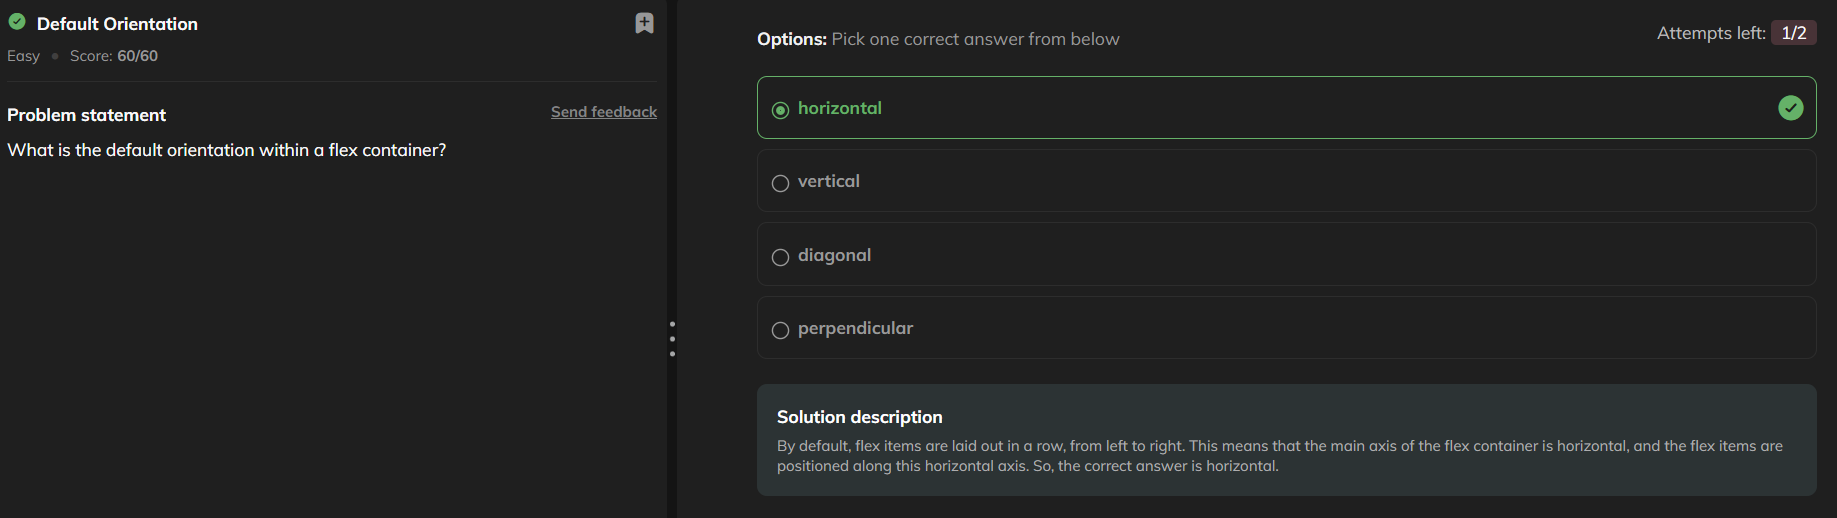 Default Orientation
Easy • Score: 60/60
Problem statement
Send feedback
What is the default orientation within a flex container?
Options: Pick one correct answer from below
Attempts left: 1/2
horizontal
vertical
diagonal
perpendicular
Solution description
By default, flex items are laid out in a row, from left to right. This means that the main axis of the flex container is horizontal, and the flex items are
positioned along this horizontal axis. So, the correct answer is horizontal.